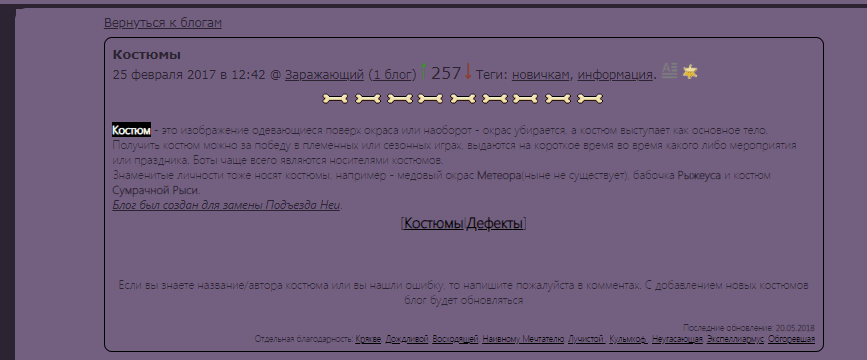 Вернуться к блогам
Костюмы
25 февраля 2017 в 12:42 @ Заражающий (1 блог) ↑ 257 ↓ Теги: новичкам, информация.
Костюм - это изображение одевающиеся поверх окраса или наоборот - окрас убирается, а костюм выступает как основное тело.
Получить костюм можно за победу в племенных или сезонных играх, выдаются на короткое время во время какого либо мероприятия
или праздника. Боты чаще всего являются носителями костюмов.
Знаменитые личности тоже носят костюмы, например - медовый окрас Метеора(ныне не существует), бабочка Рыжеуса и костюм
Сумрачной Рыси.
Блог был создан для замены Подъезда Неи.
[Костюмы|Дефекты]
Если вы знаете название/автора костюма или вы нашли ошибку, то напишите пожалуйста в комментах. С добавлением новых костюмов
блог будет обновляться
Последние обновление: 20.05.2018
Отдельная благодарность: Крякве, Дождливой, Восходящей, Наивному Мечтателю, Лучистой, Кульмкод, Неугасающая, Экспеллиармус, Обгоревшая